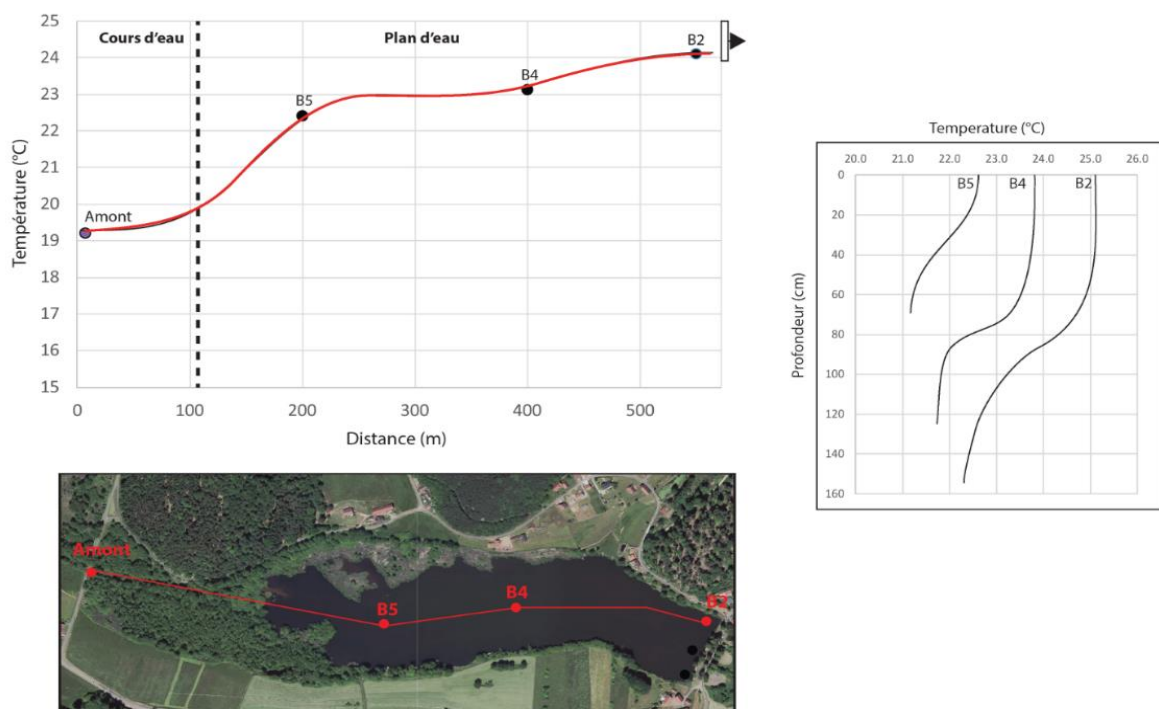 25
24
23
22
21
20
19
18
17
16
15
Température (°C)
Cours d'eau
Plan d'eau
Amont
B5
B4
B2
0
100
200
300
400
500
Distance (m)
Temperature (°C)
20.0
21.0
22.0
23.0
24.0
25.0
26.0
B5
B4
B2
0
20
40
60
80
100
120
140
160
Profondeur (cm)
Amont
B5
B4
B2